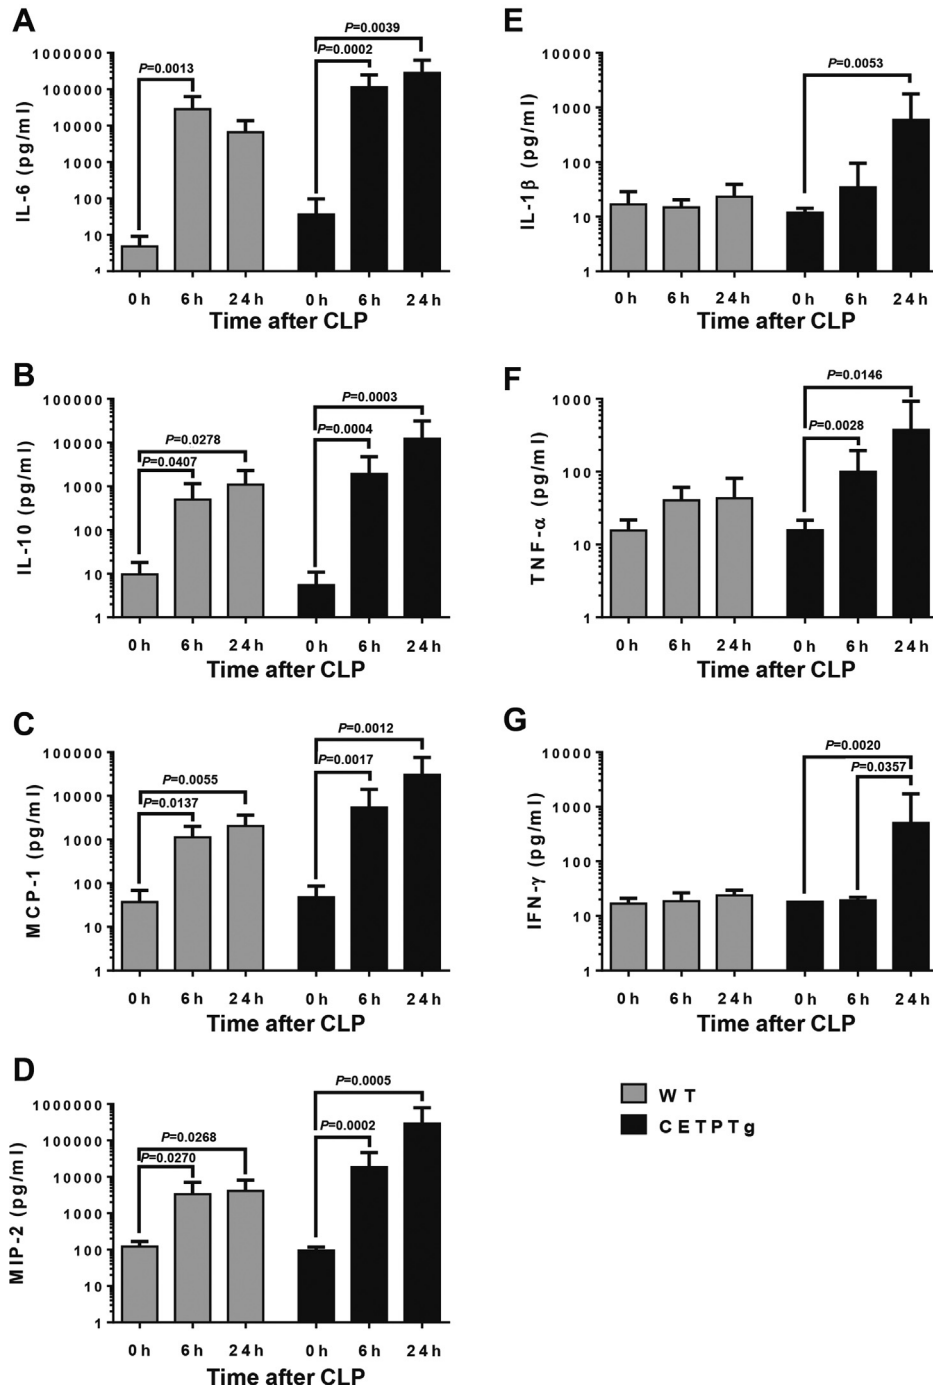 A
IL-6 (pg/ml)
1000000
100000
10000
1000
100
10
1
P=0.0013
P=0.0039
P=0.0002
0 h 6 h 24 h 0 h 6 h 24 h
Time after CLP
B
IL-10 (pg/ml)
100000
10000
1000
100
10
1
P=0.0278
P=0.0407
P=0.0003
P=0.0004
0 h 6 h 24 h 0 h 6 h 24 h
Time after CLP
C
MCP-1 (pg/ml)
100000
10000
1000
100
10
1
P=0.0055
P=0.0137
P=0.0012
P=0.0017
0 h 6 h 24 h 0 h 6 h 24 h
Time after CLP
D
MIP-2 (pg/ml)
1000000
100000
10000
1000
100
10
1
P=0.0268
P=0.0270
P=0.0005
P=0.0002
0 h 6 h 24 h 0 h 6 h 24 h
Time after CLP
E
IL-1β (pg/ml)
10000
1000
100
10
1
P=0.0053
0 h 6 h 24 h 0 h 6 h 24 h
Time after CLP
F
TNF-α (pg/ml)
1000
100
10
1
P=0.0146
P=0.0028
0 h 6 h 24 h 0 h 6 h 24 h
Time after CLP
G
IFN-γ (pg/ml)
10000
1000
100
10
1
P=0.0020
P=0.0357
0 h 6 h 24 h 0 h 6 h 24 h
Time after CLP
WT
CETPTg